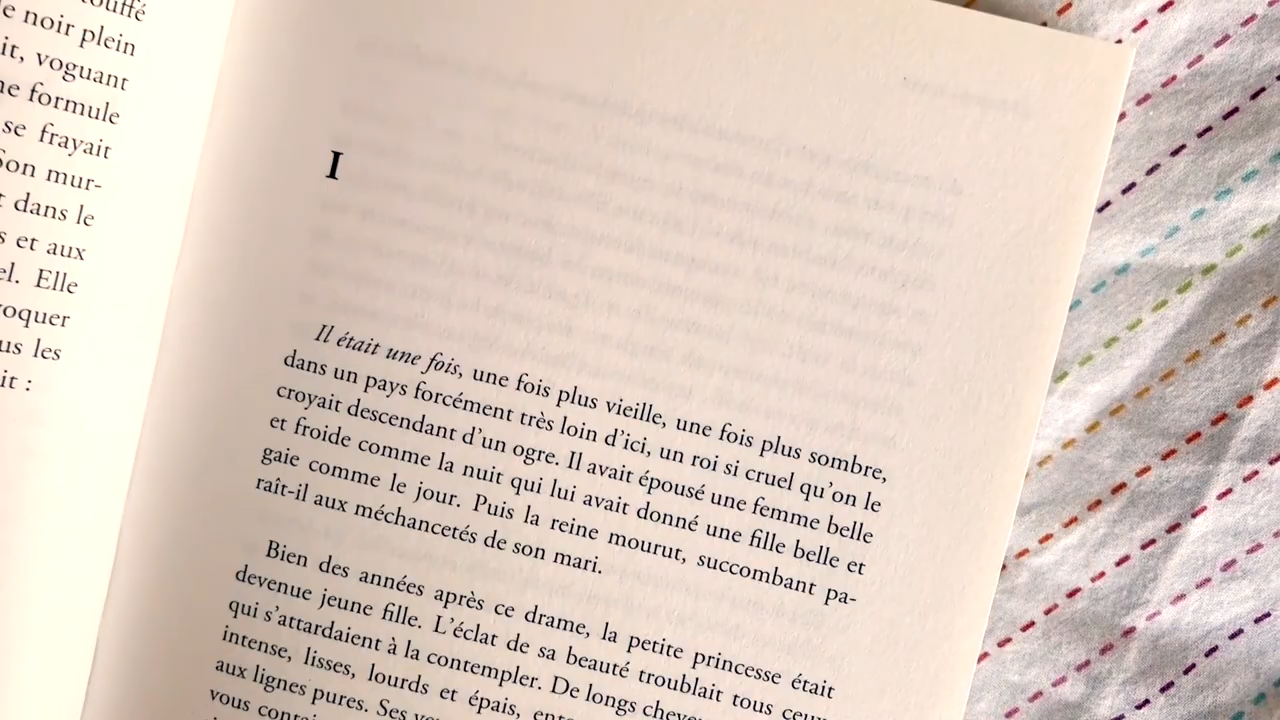 ouffé
e noir plein
it, voguant
ne formule
se frayait
Son mur-
t dans le
s et aux
el. Elle
voquer
us les
it :
I
Il était une fois, une fois plus vieille, une fois plus sombre,
dans un pays forcément très loin d'ici, un roi si cruel qu'on le
croyait descendant d'un ogre. Il avait épousé une femme belle
et froide comme la nuit qui lui avait donné une fille belle et
gaie comme le jour. Puis la reine mourut, succombant pa-
raît-il aux méchancetés de son mari.
Bien des années après ce drame, la petite princesse était
devenue jeune fille. L'éclat de sa beauté troublait tous ceux
qui s'attardaient à la contempler. De longs cheve
intense, lisses, lourds et épais,
aux lignes pures. Ses
vous